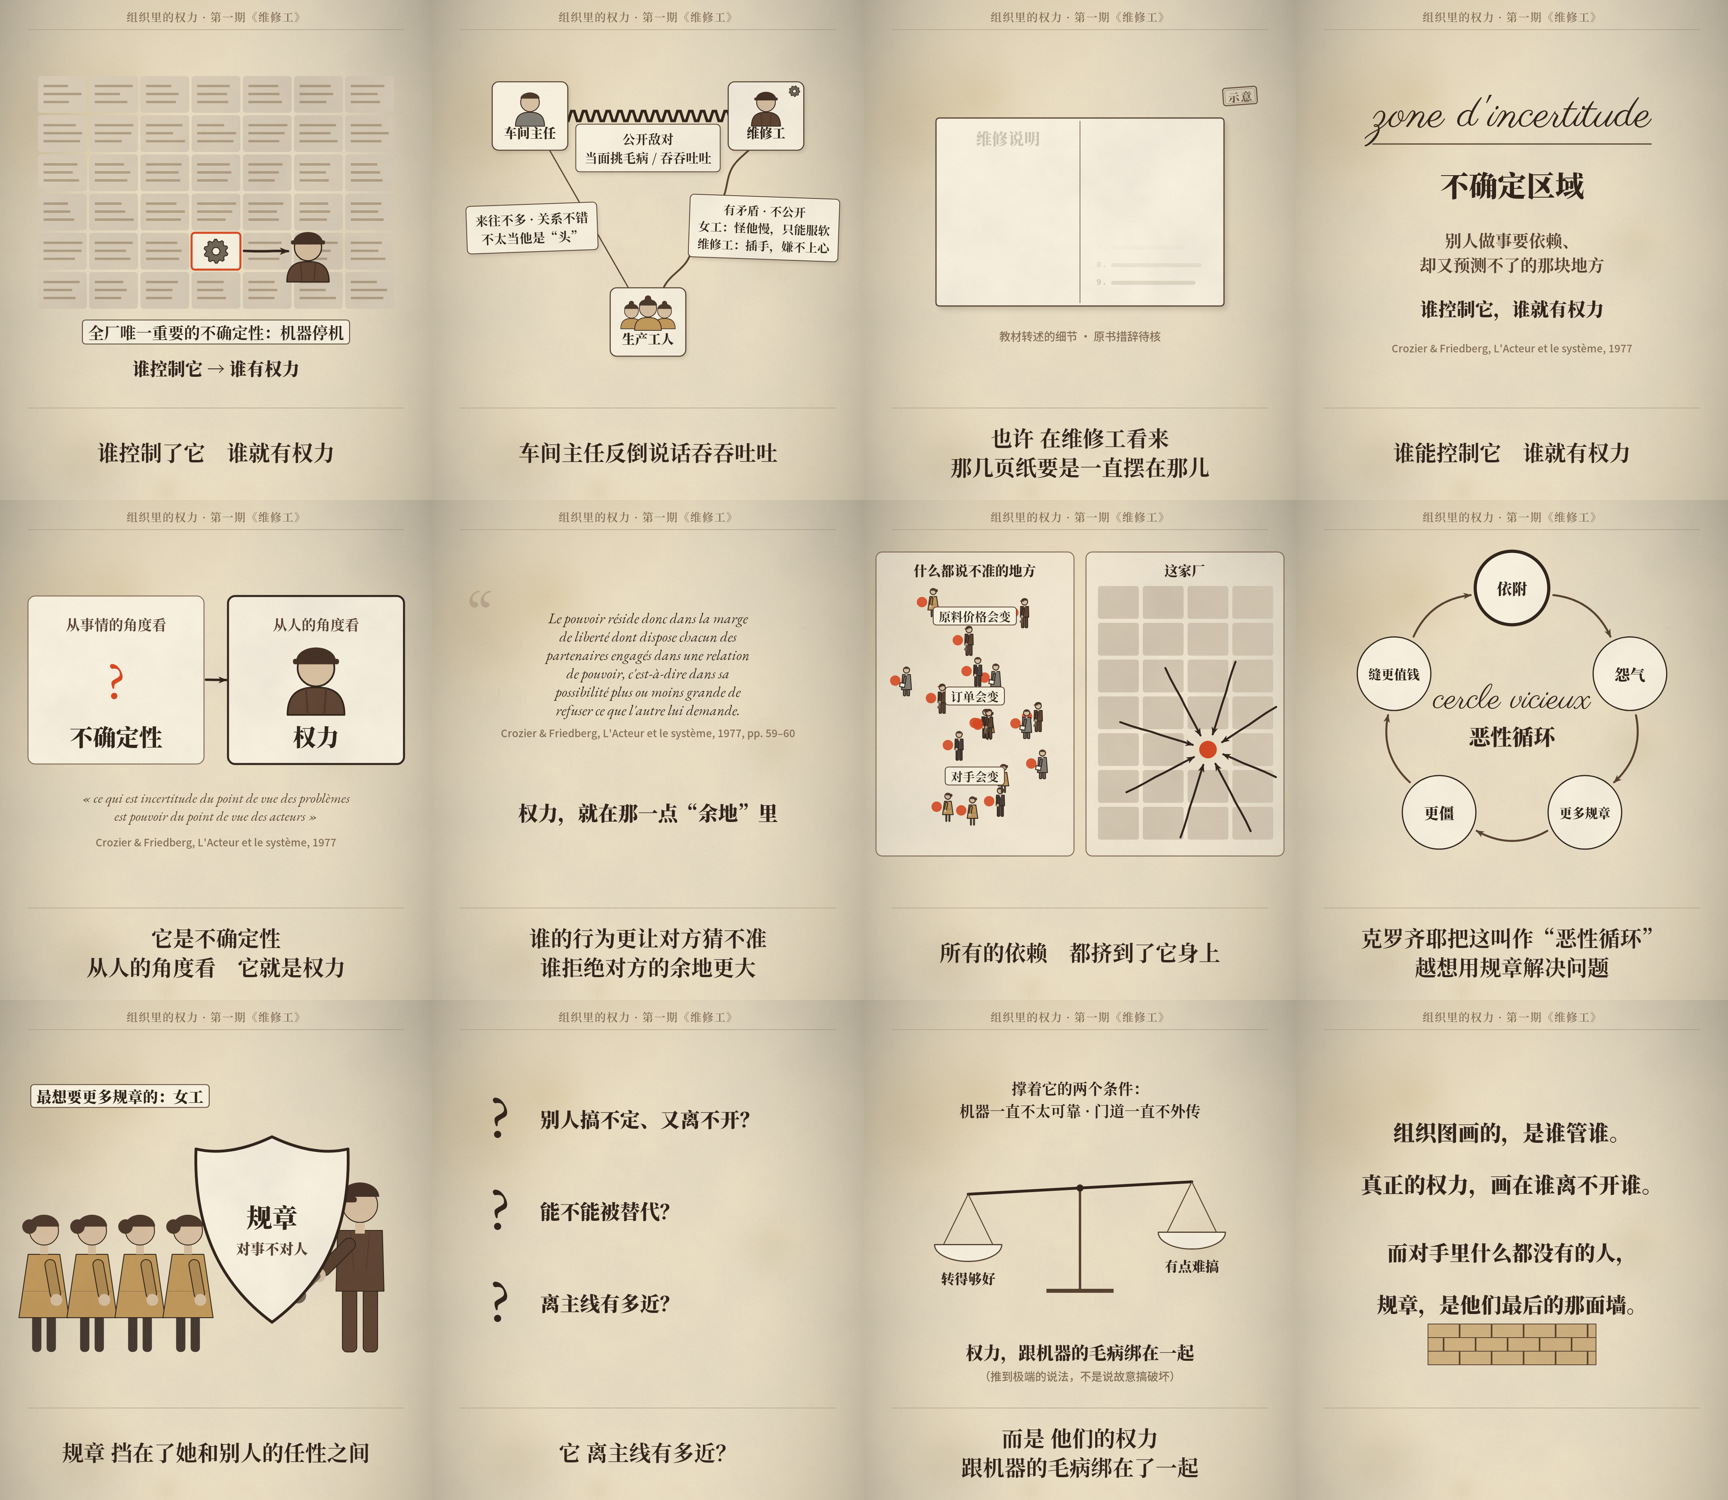 组织里的权力 · 第一期《维修工》
全厂唯一重要的不确定性：机器停机
谁控制它 → 谁有权力
谁控制了它　谁就有权力
组织里的权力 · 第一期《维修工》
车间主任
维修工
公开敌对
当面挑毛病 / 吞吞吐吐
来往不多 · 关系不错
不太当他是“头”
有矛盾 · 不公开
女工：怪他慢，只能服软
维修工：插手，嫌不上心
生产工人
车间主任反倒说话吞吞吐吐
组织里的权力 · 第一期《维修工》
示意
维修说明
8.
9.
教材转述的细节 · 原书措辞待核
也许 在维修工看来
那几页纸要是一直摆在那儿
组织里的权力 · 第一期《维修工》
zone d'incertitude
不确定区域
别人做事要依赖、
却又预测不了的那块地方
谁控制它，谁就有权力
Crozier & Friedberg, L'Acteur et le système, 1977
谁能控制它　谁就有权力
组织里的权力 · 第一期《维修工》
从事情的角度看
?
不确定性
从人的角度看
权力
« ce qui est incertitude du point de vue des problèmes
est pouvoir du point de vue des acteurs »
Crozier & Friedberg, L'Acteur et le système, 1977
它是不确定性
从人的角度看　它就是权力
组织里的权力 · 第一期《维修工》
“
Le pouvoir réside donc dans la marge
de liberté dont dispose chacun des
partenaires engagés dans une relation
de pouvoir, c'est-à-dire dans sa
possibilité plus ou moins grande de
refuser ce que l'autre lui demande.
Crozier & Friedberg, L'Acteur et le système, 1977, pp. 59–60
权力，就在那一点“余地”里
谁的行为更让对方猜不准
谁拒绝对方的余地更大
组织里的权力 · 第一期《维修工》
什么都说不准的地方
原料价格会变
订单会变
对手会变
这家厂
所有的依赖　都挤到了它身上
组织里的权力 · 第一期《维修工》
依附
怨气
更多规章
更僵
缝更值钱
cercle vicieux
恶性循环
克罗齐耶把这叫作“恶性循环”
越想用规章解决问题
组织里的权力 · 第一期《维修工》
最想要更多规章的：女工
规章
对事不对人
规章 挡在了她和别人的任性之间
组织里的权力 · 第一期《维修工》
? 别人搞不定、又离不开？
? 能不能被替代？
? 离主线有多近？
它 离主线有多近？
组织里的权力 · 第一期《维修工》
撑着它的两个条件：
机器一直不太可靠 · 门道一直不外传
转得够好
有点难搞
权力，跟机器的毛病绑在一起
（推到极端的说法，不是说故意搞破坏）
而是 他们的权力
跟机器的毛病绑在了一起
组织里的权力 · 第一期《维修工》
组织图画的，是谁管谁。
真正的权力，画在谁离不开谁。
而对手里什么都没有的人，
规章，是他们最后的那面墙。